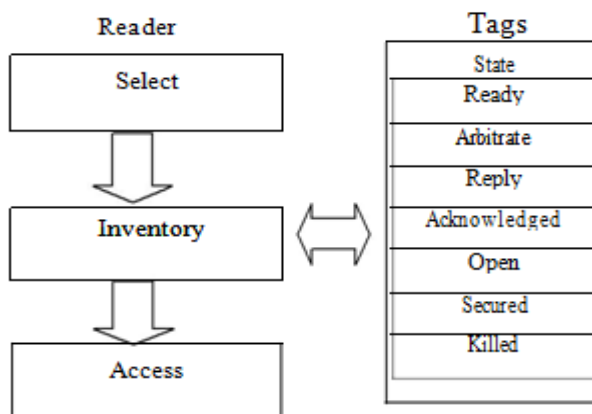 Reader
Select
Inventory
Access
Tags
State
Ready
Arbitrate
Reply
Acknowledged
Open
Secured
Killed